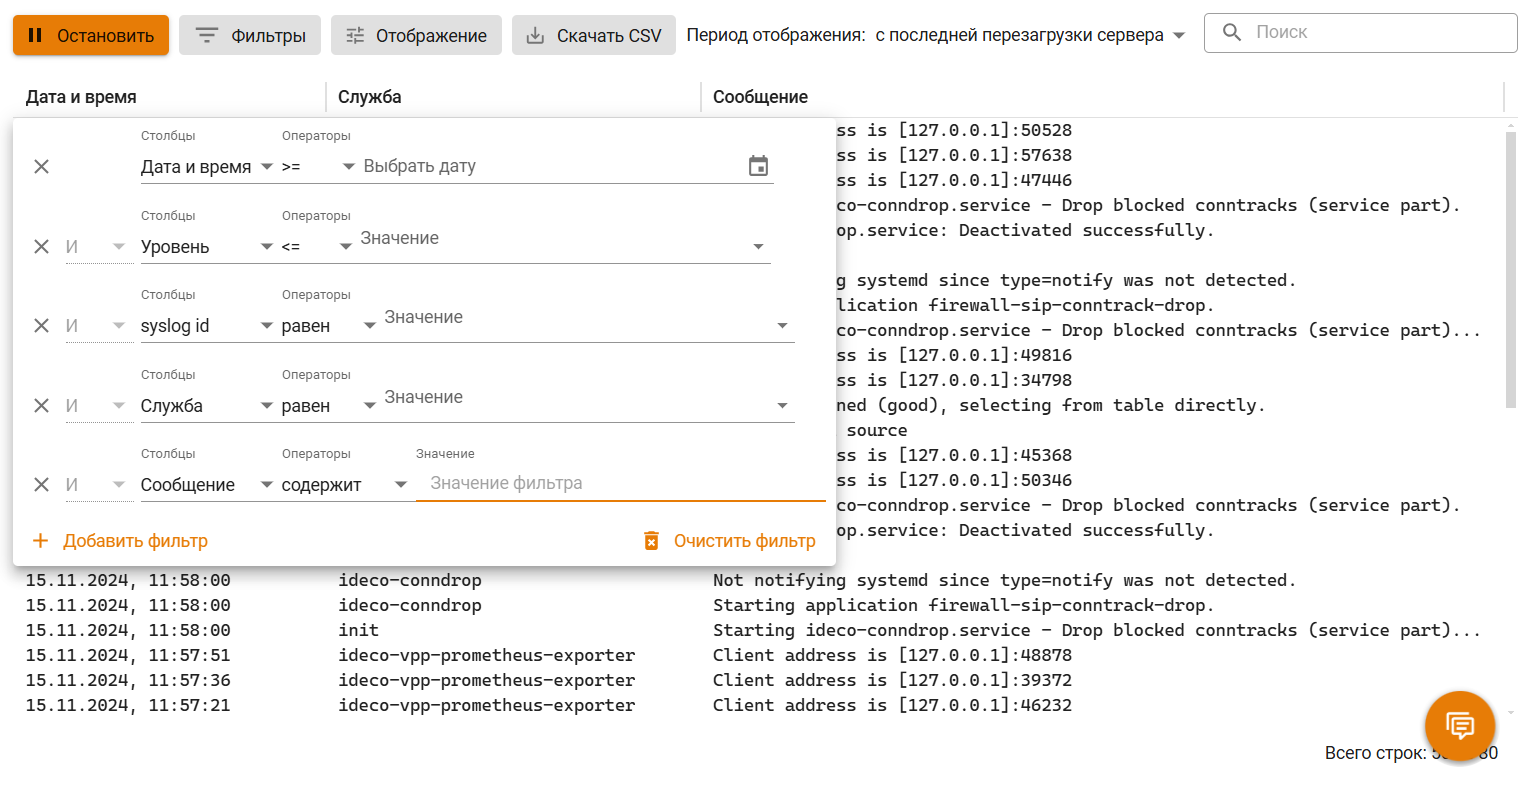 Остановить
Фильтры
Отображение
Скачать CSV
Период отображения: с последней перезагрузки сервера
Поиск
Дата и время Служба Сообщение
Столбцы Операторы
Дата и время >= Выбрать дату
Столбцы Операторы
И Уровень <= Значение
Столбцы Операторы
И syslog id равен Значение
Столбцы Операторы
И Служба равен Значение
Столбцы Операторы Значение
И Сообщение содержит Значение фильтра
+ Добавить фильтр Очистить фильтр
ss is [127.0.0.1]:50528
ss is [127.0.0.1]:57638
ss is [127.0.0.1]:47446
co-conndrop.service - Drop blocked conntracks (service part).
op.service: Deactivated successfully.
g systemd since type=notify was not detected.
lication firewall-sip-conntrack-drop.
co-conndrop.service - Drop blocked conntracks (service part)...
ss is [127.0.0.1]:49816
ss is [127.0.0.1]:34798
ned (good), selecting from table directly.
source
ss is [127.0.0.1]:45368
ss is [127.0.0.1]:50346
co-conndrop.service - Drop blocked conntracks (service part).
op.service: Deactivated successfully.
15.11.2024, 11:58:00 ideco-conndrop Not notifying systemd since type=notify was not detected.
15.11.2024, 11:58:00 ideco-conndrop Starting application firewall-sip-conntrack-drop.
15.11.2024, 11:58:00 init Starting ideco-conndrop.service - Drop blocked conntracks (service part)...
15.11.2024, 11:57:51 ideco-vpp-prometheus-exporter Client address is [127.0.0.1]:48878
15.11.2024, 11:57:36 ideco-vpp-prometheus-exporter Client address is [127.0.0.1]:39372
15.11.2024, 11:57:21 ideco-vpp-prometheus-exporter Client address is [127.0.0.1]:46232
Всего строк: